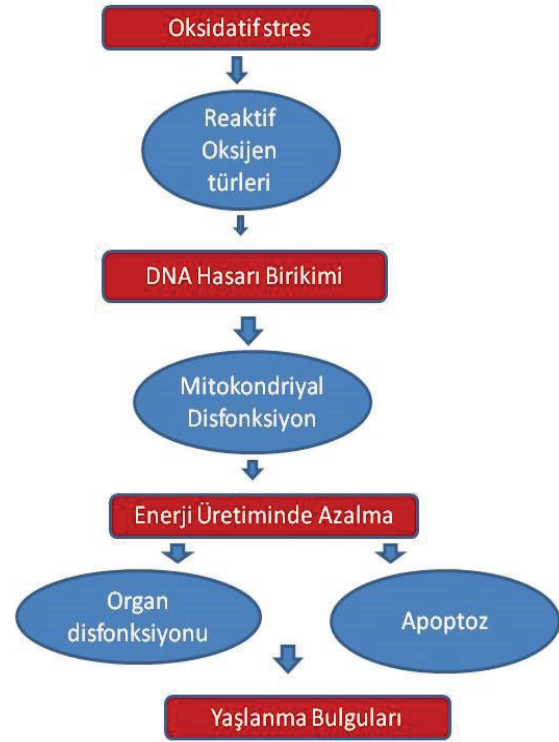 Oksidatif stres
Reaktif
Oksijen
türleri
DNA Hasarı Birikimi
Mitokondriyal
Disfonksiyon
Enerji Üretiminde Azalma
Organ
disfonksiyonu
Apoptoz
Yaşlanma Bulguları